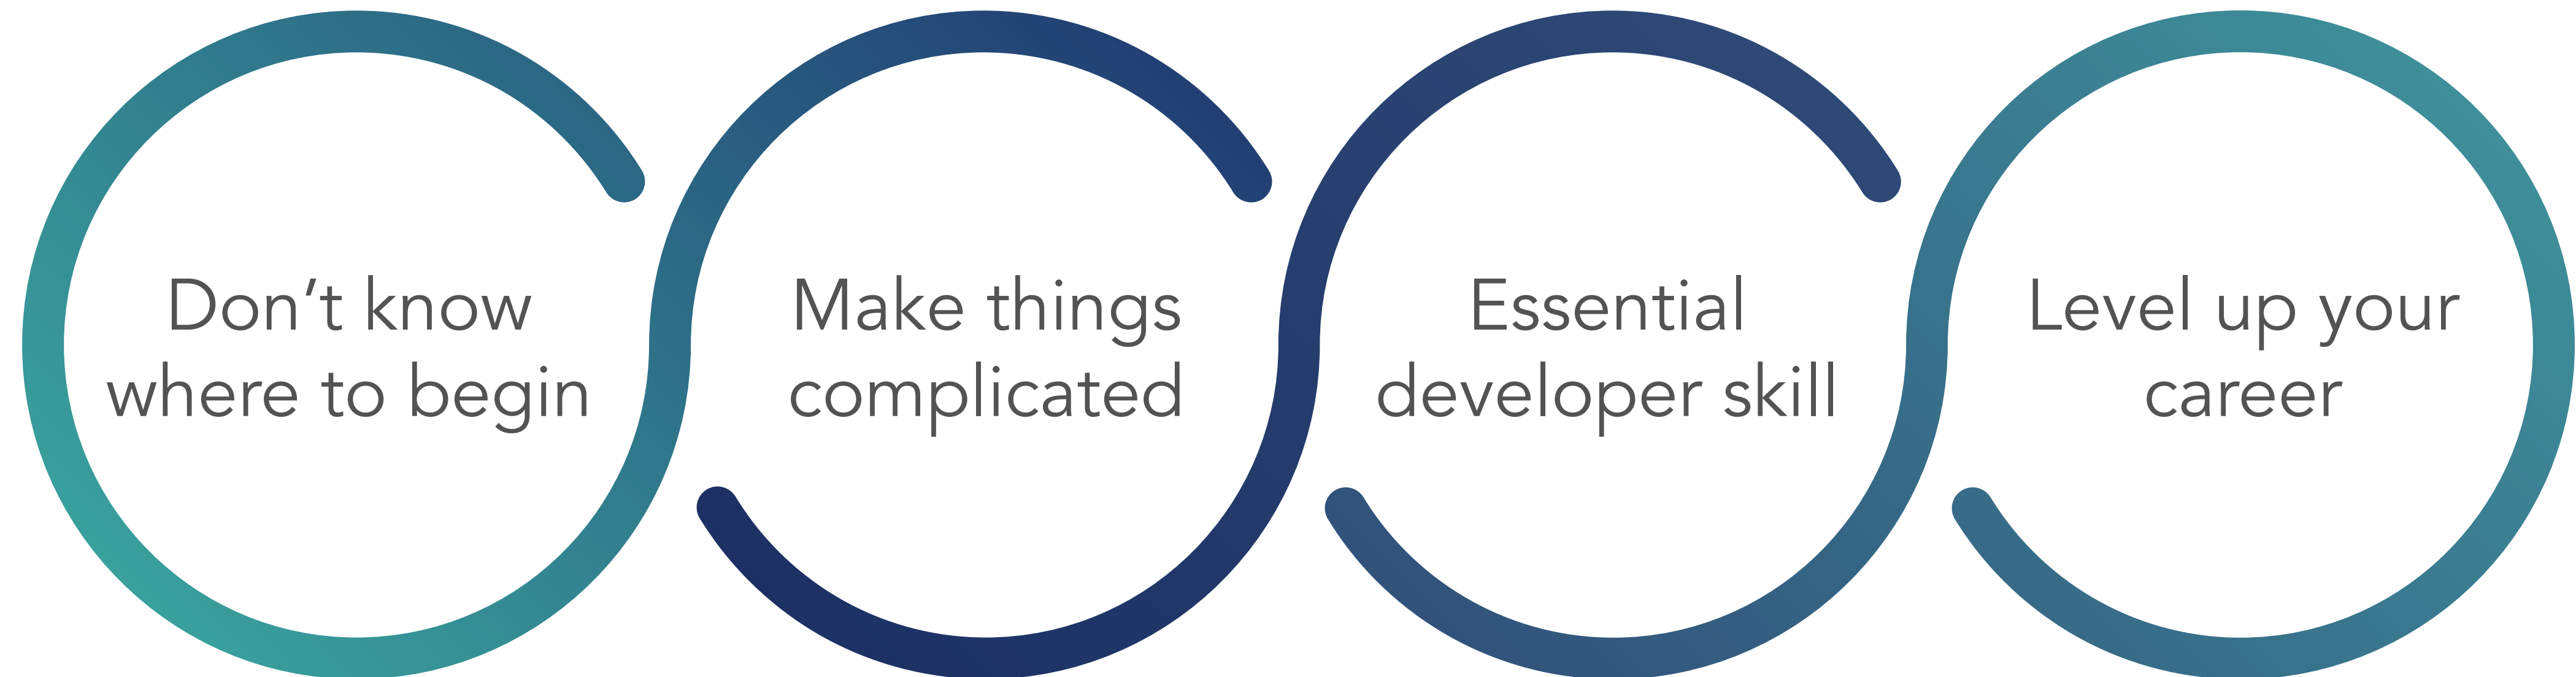 Don’t know
where to begin
Make things
complicated
Essential
developer skill
Level up your
career